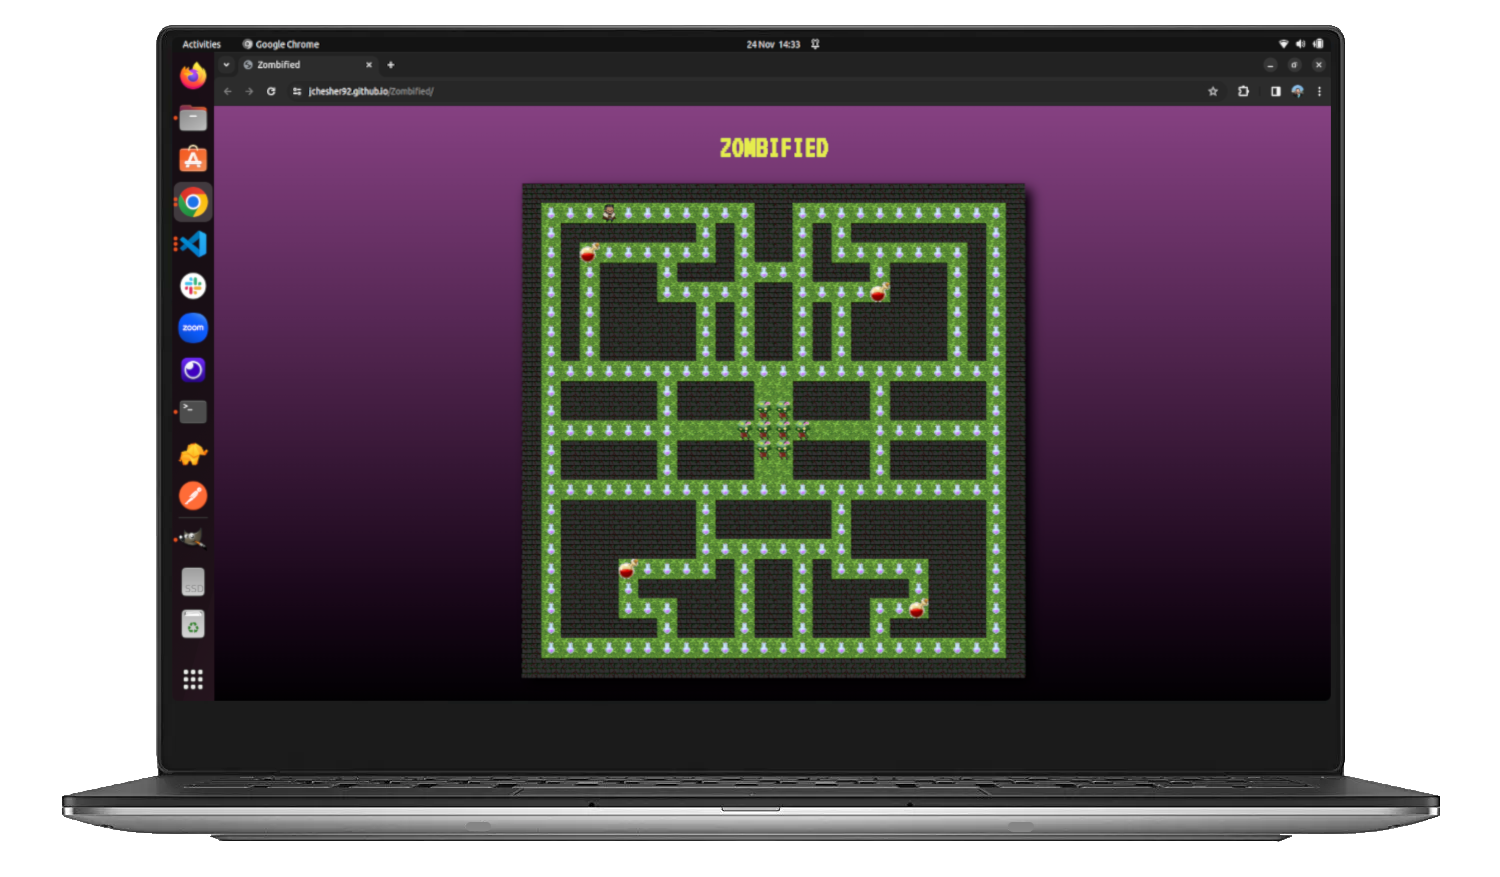 Activities
Google Chrome
24 Nov 14:33
Zombified
jchesher92.github.io/Zombified/
ZOMBIFIED
zoom
SSD